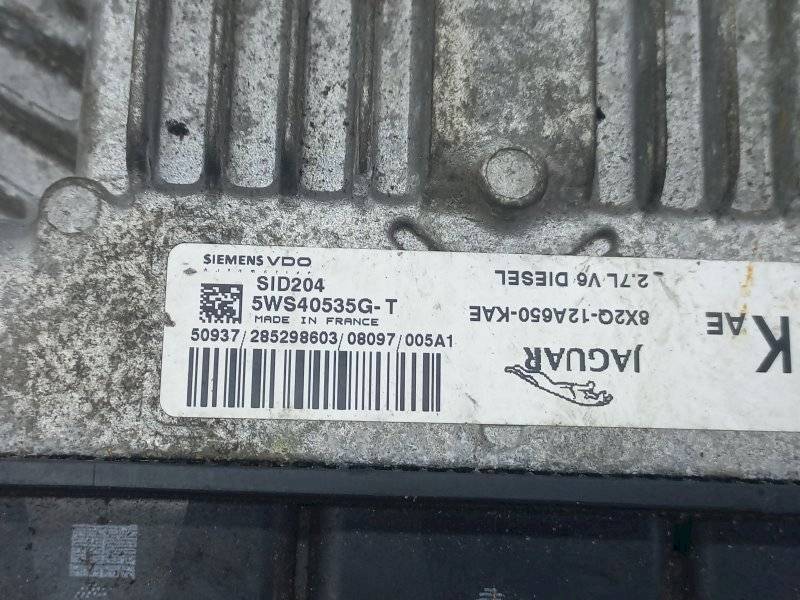 SIEMENS VDO
SID204
5WS40535G-T
MADE IN FRANCE
50937/285298603/08097/005A1
2.7L V6 DIESEL
8X2Q-12A650-KAE
JAGUAR
KAE